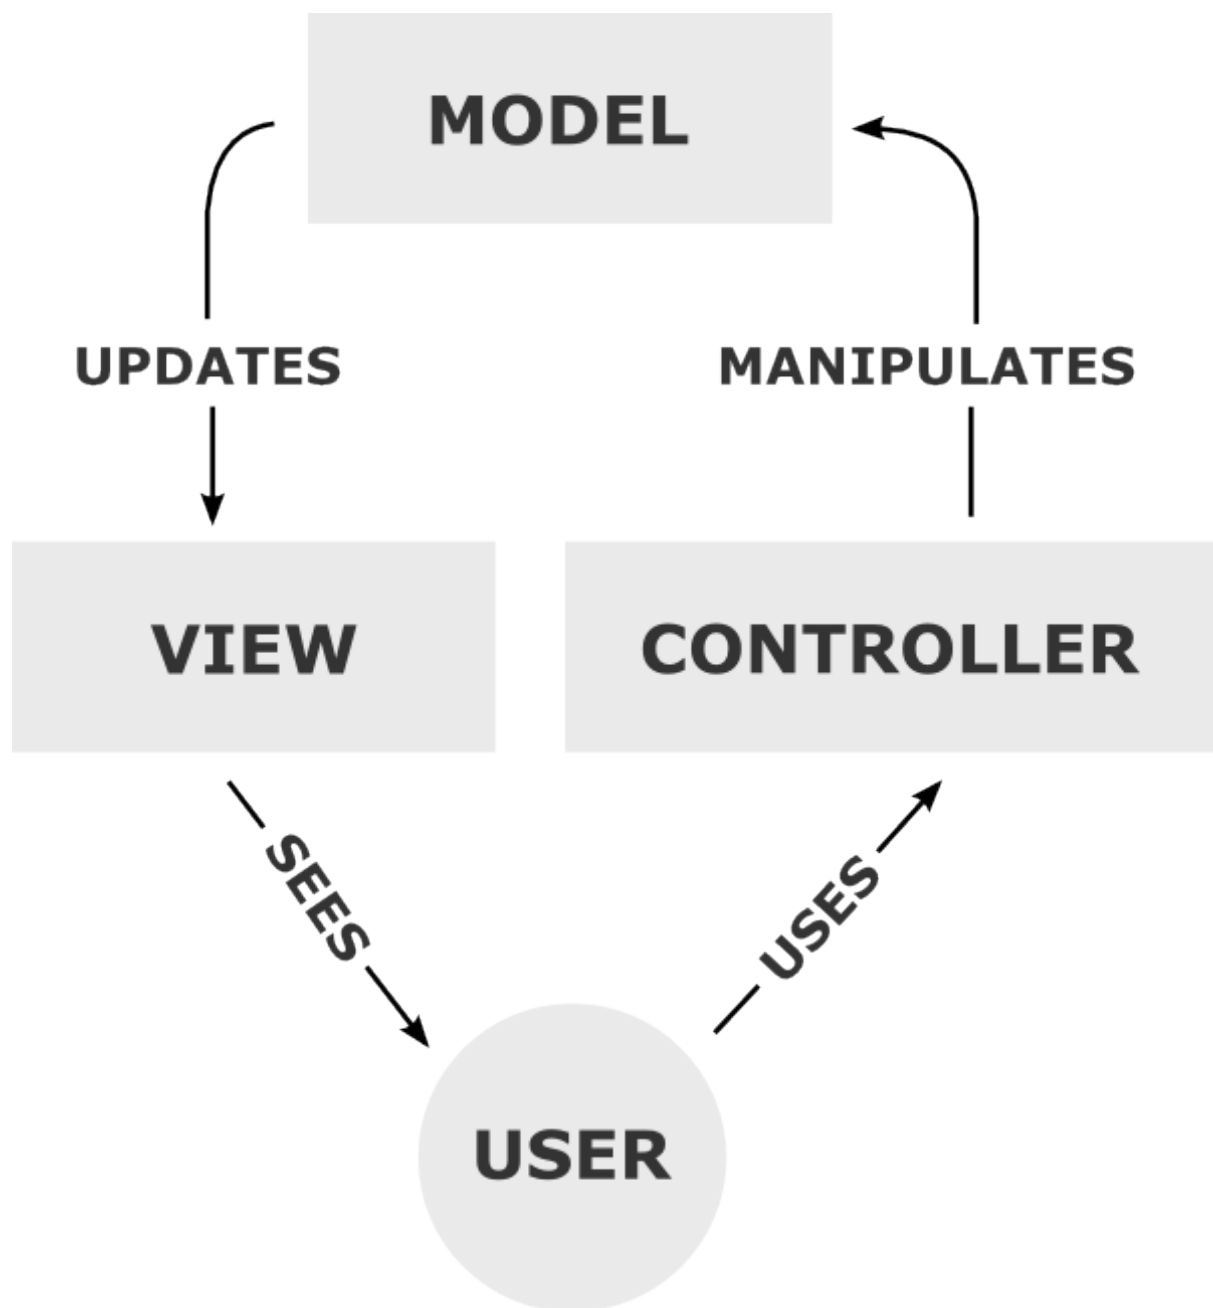 MODEL
UPDATES
MANIPULATES
VIEW
CONTROLLER
SEES
USES
USER